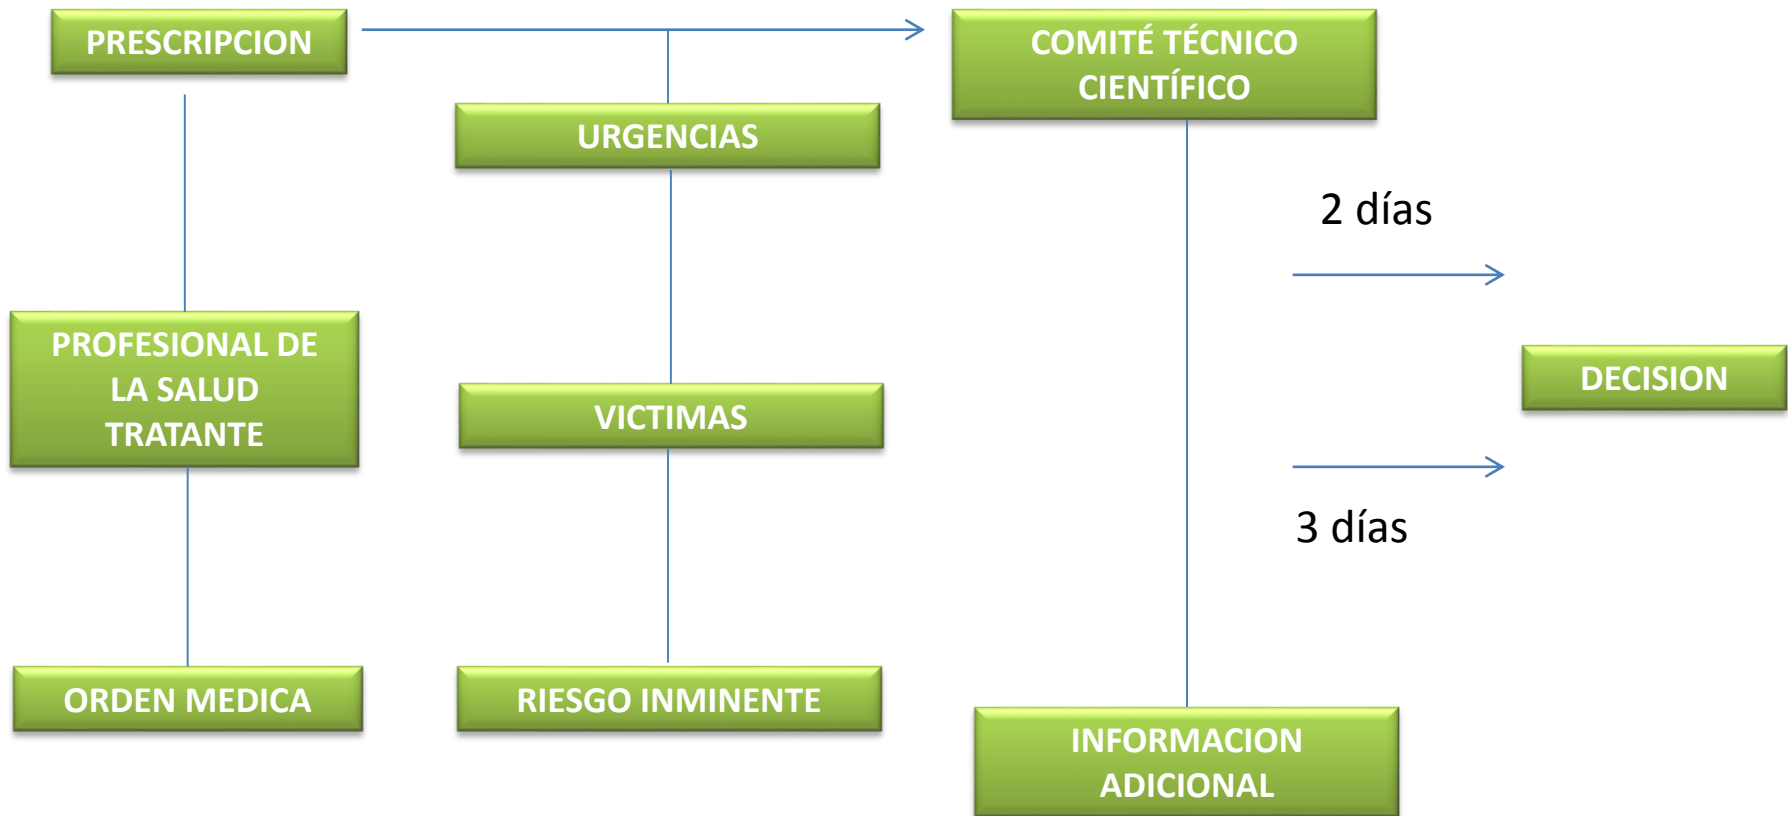 PRESCRIPCION
PROFESIONAL DE
LA SALUD
TRATANTE
ORDEN MEDICA
URGENCIAS
VICTIMAS
RIESGO INMINENTE
COMITÉ TÉCNICO
CIENTÍFICO
INFORMACION
ADICIONAL
2 días
3 días
DECISION